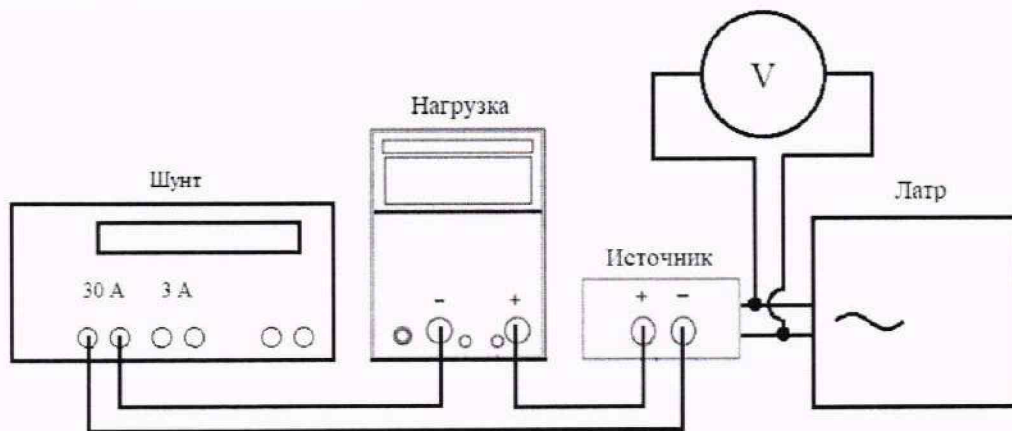 V
Нагрузка
Шунт
Латр
Источник
30 А 3 А
- +
+ -